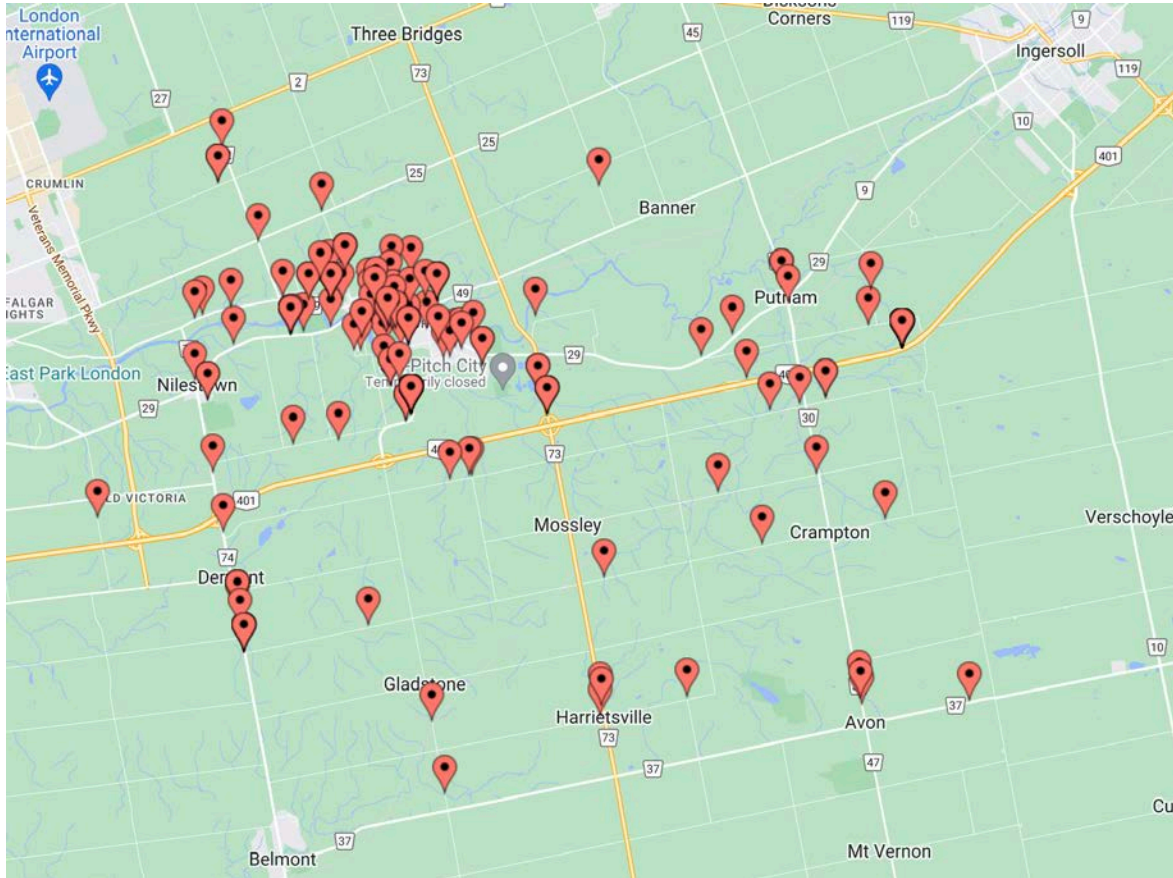 London
International
Airport
Three Bridges
Corners
119
9
45
Ingersoll
73
2
119
27
10
25
401
CRUMLIN
25
9
Veterans Memorial Pkwy
Banner
29
49
Putnam
East Park London
Pitch City
29
Temporarily closed
Nilestown
29
30
73
LD VICTORIA
401
Mossley
Verschoyle
Crampton
74
10
Gladstone
37
Harrietsville
Avon
73
37
47
37
Mt Vernon
Belmont